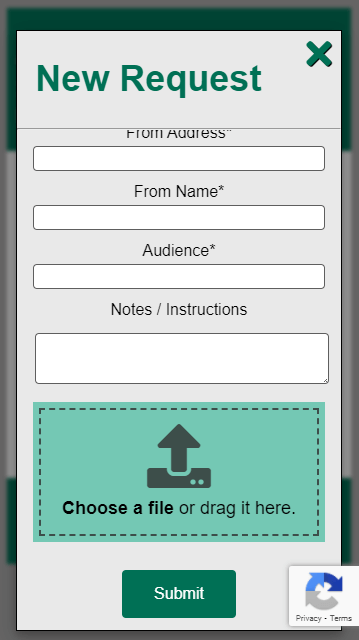 New Request
From Address*
From Name*
Audience*
Notes / Instructions
Choose a file or drag it here.
Submit
Privacy - Terms